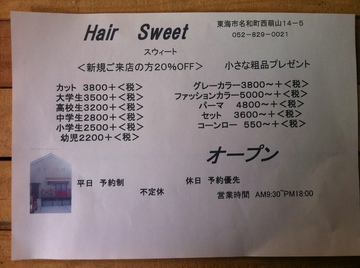 Hair Sweet
スウィート
東海市名和町西萌山14－5
052－829－0021
＜新規ご来店の方20％OFF＞ 小さな粗品プレゼント
カット 3800＋＜税＞
大学生3500＋＜税＞
高校生3200＋＜税＞
中学生2800＋＜税＞
小学生2500＋＜税＞
幼児2200＋＜税＞
グレーカラー3800～＋＜税＞
ファッションカラー5000～＋＜税＞
パーマ 4800～＋＜税＞
セット 3600～＋＜税＞
コーンロー 550～＋＜税＞
オープン
平日 予約制
休日 予約優先
不定休
営業時間 AM9:30~PM18:00